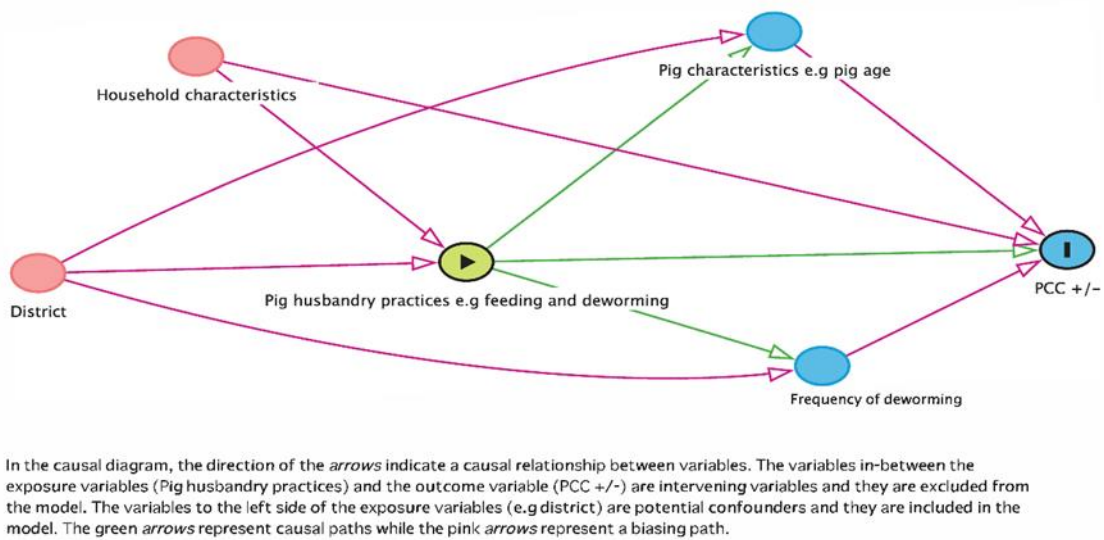 Pig characteristics e.g pig age
Household characteristics
Pig husbandry practices e.g feeding and deworming
PCC +/-
District
Frequency of deworming
In the causal diagram, the direction of the arrows indicate a causal relationship between variables. The variables in-between the
exposure variables (Pig husbandry practices) and the outcome variable (PCC +/-) are intervening variables and they are excluded from
the model. The variables to the left side of the exposure variables (e.g district) are potential confounders and they are included in the
model. The green arrows represent causal paths while the pink arrows represent a biasing path.